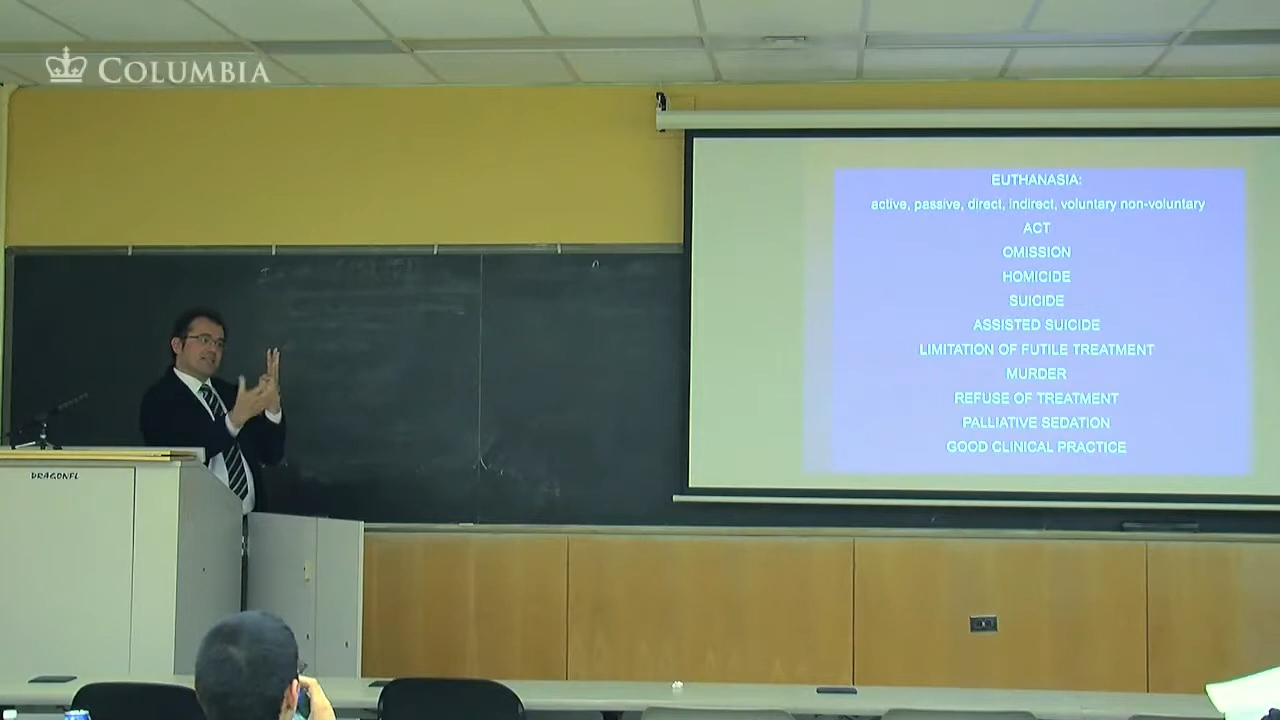 COLUMBIA
EUTHANASIA:
active, passive, direct, indirect, voluntary non-voluntary
ACT
OMISSION
HOMICIDE
SUICIDE
ASSISTED SUICIDE
LIMITATION OF FUTILE TREATMENT
MURDER
REFUSE OF TREATMENT
PALLIATIVE SEDATION
GOOD CLINICAL PRACTICE
DRAGONFL